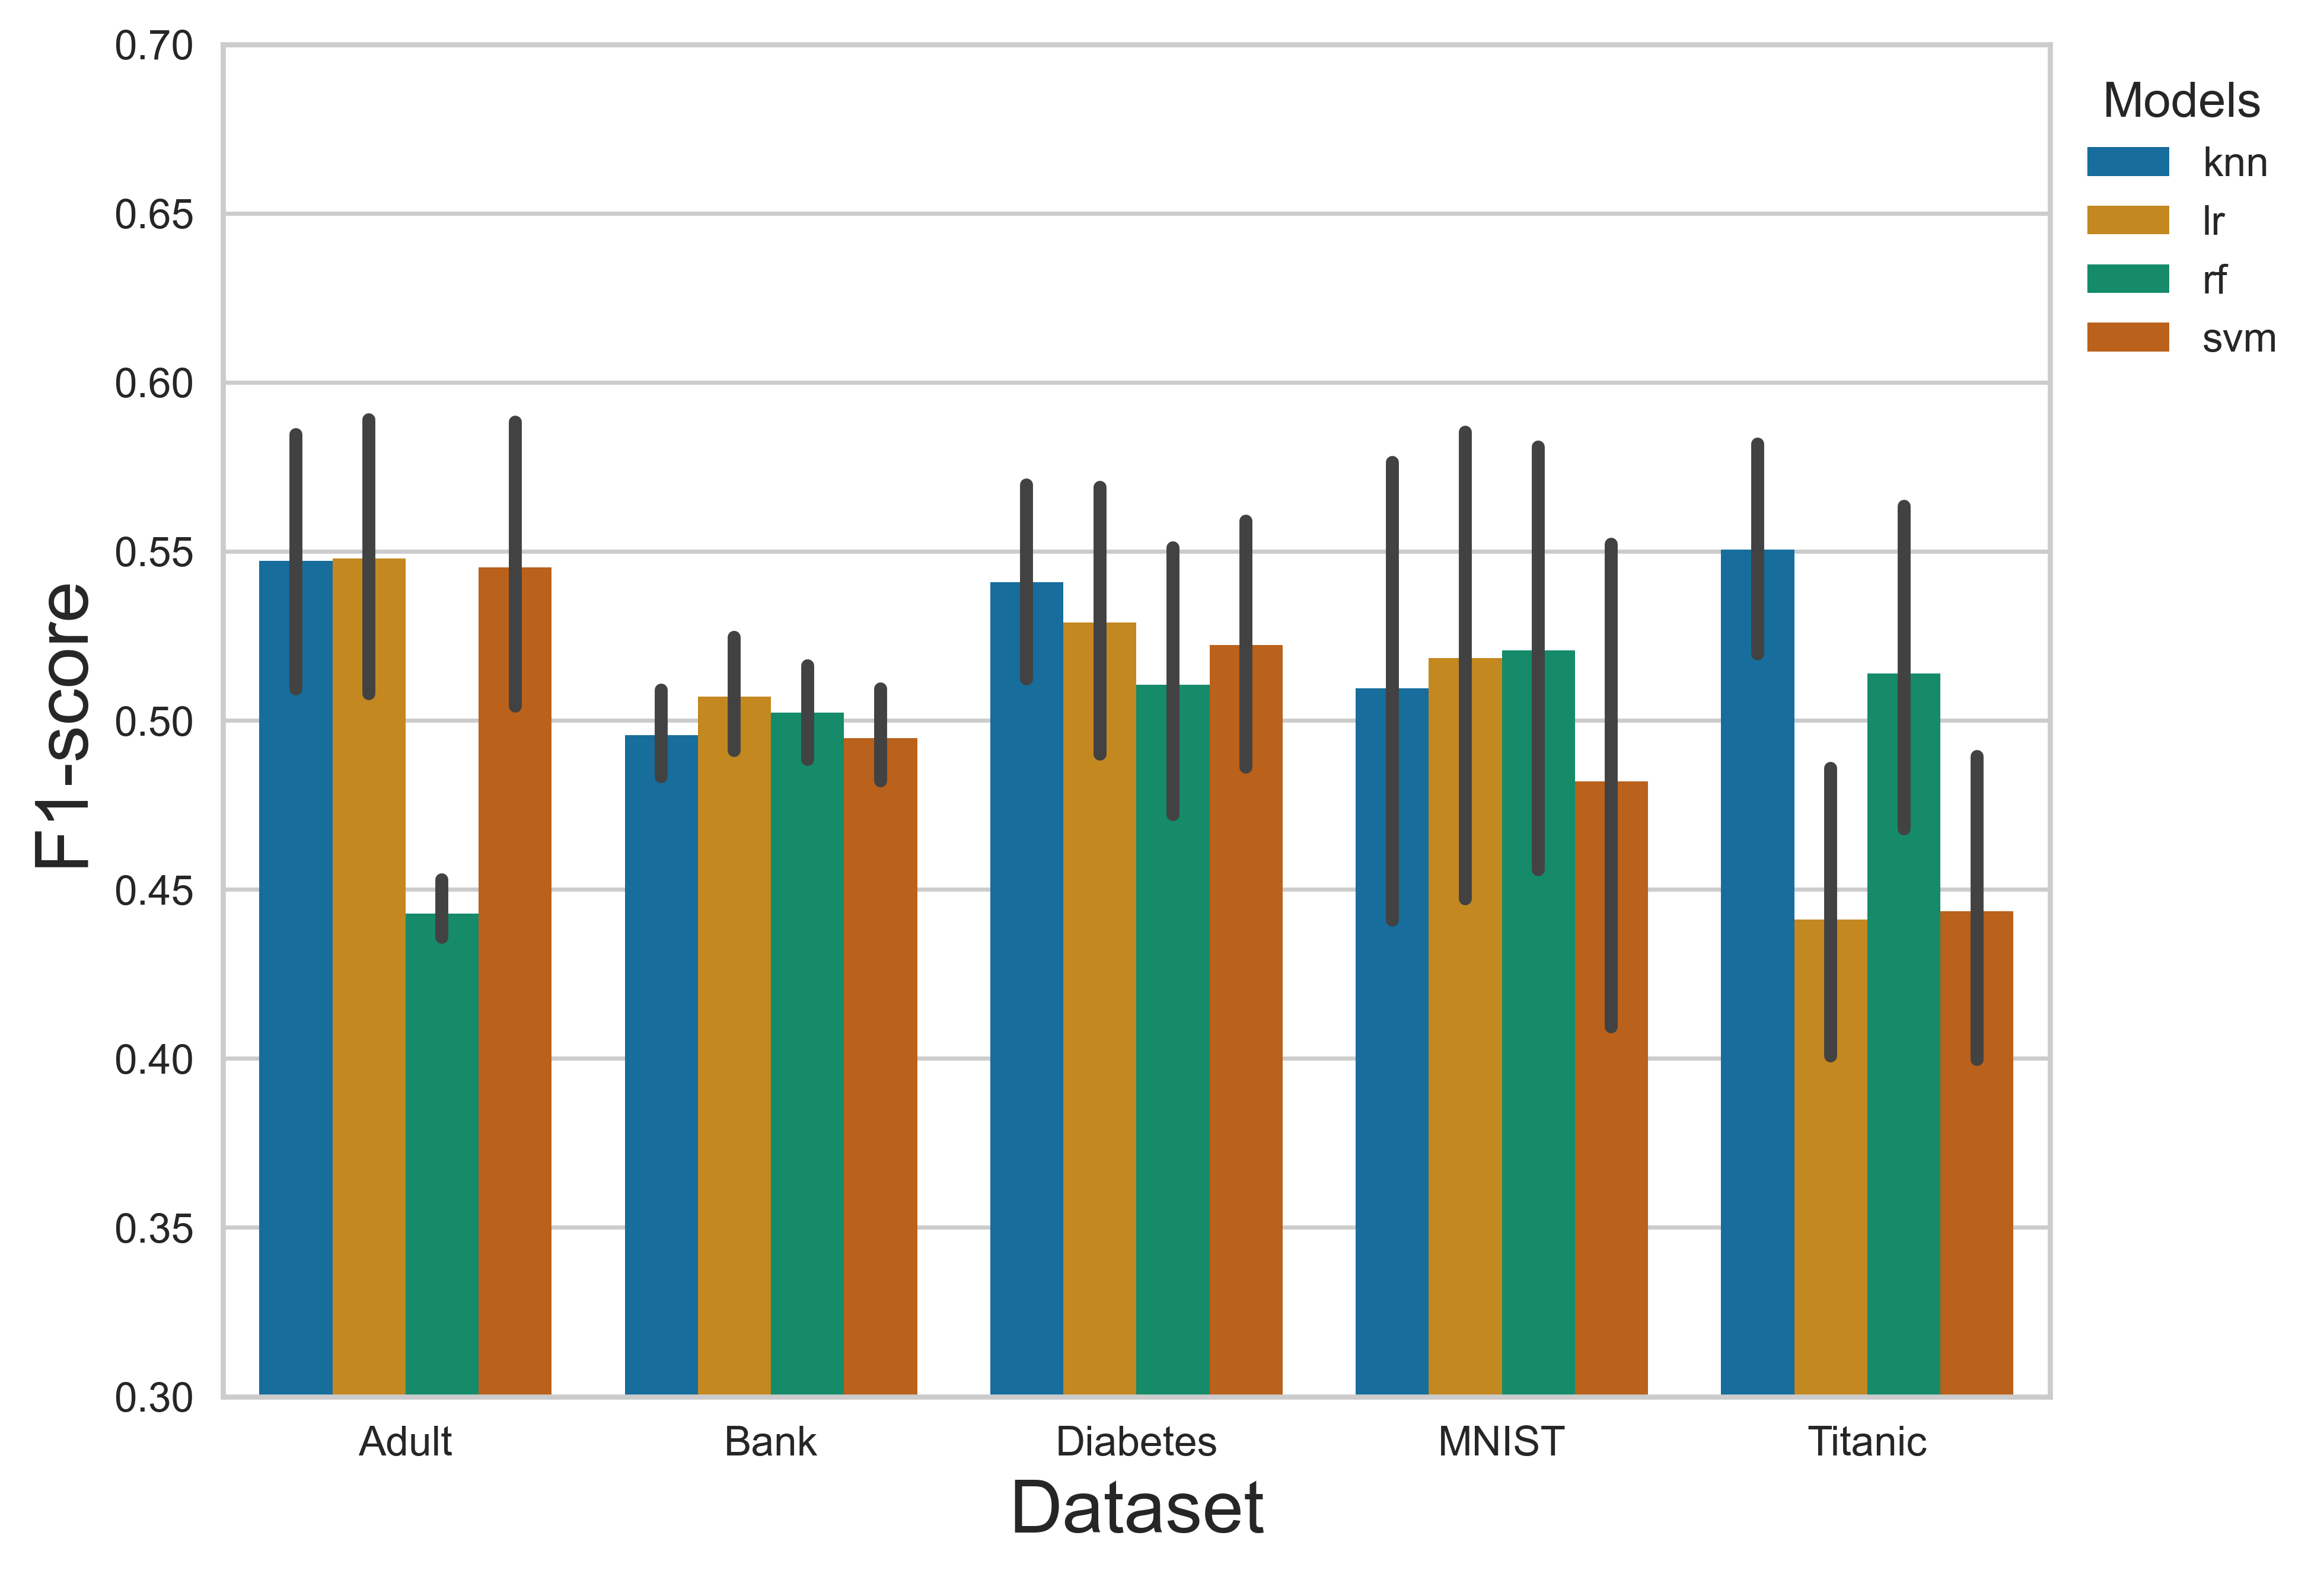 F1-score
0.70
0.65
0.60
0.55
0.50
0.45
0.40
0.35
0.30
Adult Bank Diabetes MNIST Titanic
Dataset
Models
knn
lr
rf
svm